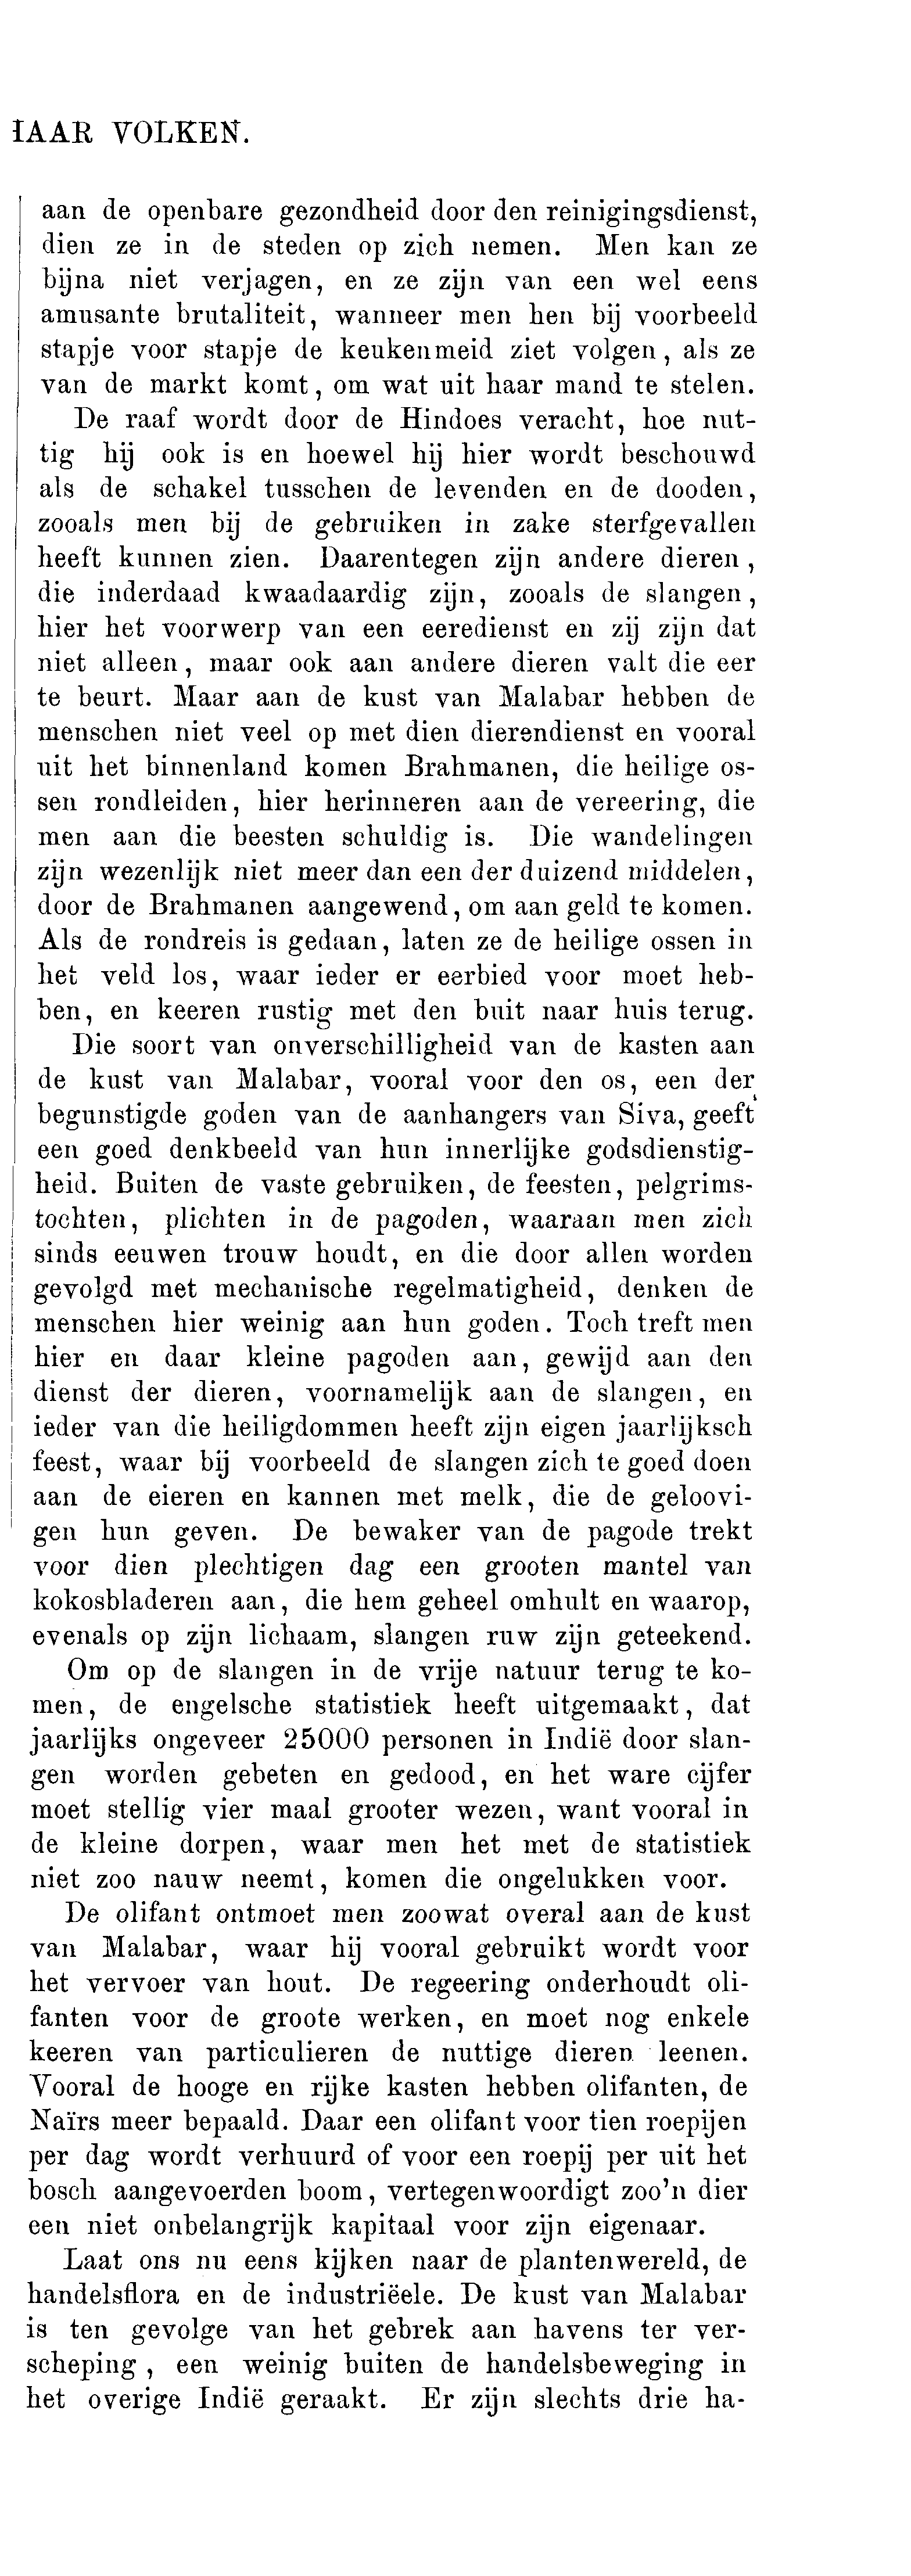 HAAR VOLKEN.
aan de openbare gezondheid door den reinigingsdienst,
dien ze in de steden op zich nemen. Men kan ze
bijna niet verjagen, en ze zijn van een wel eens
amusante brutaliteit, wanneer men hen bij voorbeeld
stapje voor stapje de keukenmeid ziet volgen, als ze
van de markt komt, om wat uit haar mand te stelen.
De raaf wordt door de Hindoes veracht, hoe nut-
tig hij ook is en hoewel hij hier wordt beschouwd
als de schakel tusschen de levenden en de dooden,
zooals men bij de gebruiken in zake sterfgevallen
heeft kunnen zien. Daarentegen zijn andere dieren,
die inderdaad kwaadaardig zijn, zooals de slangen,
hier het voorwerp van een eeredienst en zij zijn dat
niet alleen, maar ook aan andere dieren valt die eer
te beurt. Maar aan de kust van Malabar hebben de
menschen niet veel op met dien dierendienst en vooral
uit het binnenland komen Brahmanen, die heilige os-
sen rondleiden, hier herinneren aan de vereering, die
men aan die beesten schuldig is. Die wandelingen
zijn wezenlijk niet meer dan een der duizend middelen,
door de Brahmanen aangewend, om aan geld te komen.
Als de rondreis is gedaan, laten ze de heilige ossen in
het veld los, waar ieder er eerbied voor moet heb-
ben, en keeren rustig met den buit naar huis terug.
Die soort van onverschilligheid van de kasten aan
de kust van Malabar, vooral voor den os, een der
begunstigde goden van de aanhangers van Siva, geeft
een goed denkbeeld van hun innerlijke godsdienstig-
heid. Buiten de vaste gebruiken, de feesten, pelgrims-
tochten, plichten in de pagoden, waaraan men zich
sinds eeuwen trouw houdt, en die door allen worden
gevolgd met mechanische regelmatigheid, denken de
menschen hier weinig aan hun goden. Toch treft men
hier en daar kleine pagoden aan, gewijd aan den
dienst der dieren, voornamelijk aan de slangen, en
ieder van die heiligdommen heeft zijn eigen jaarlijksch
feest, waar bij voorbeeld de slangen zich te goed doen
aan de eieren en kannen met melk, die de geloovi-
gen hun geven. De bewaker van de pagode trekt
voor dien plechtigen dag een grooten mantel van
kokosbladeren aan, die hem geheel omhult en waarop,
evenals op zijn lichaam, slangen ruw zijn geteekend.
Om op de slangen in de vrije natuur terug te ko-
men, de engelsche statistiek heeft uitgemaakt, dat
jaarlijks ongeveer 25000 personen in Indië door slan-
gen worden gebeten en gedood, en het ware cijfer
moet stellig vier maal grooter wezen, want vooral in
de kleine dorpen, waar men het met de statistiek
niet zoo nauw neemt, komen die ongelukken voor.
De olifant ontmoet men zoowat overal aan de kust
van Malabar, waar hij vooral gebruikt wordt voor
het vervoer van hout. De regeering onderhoudt oli-
fanten voor de groote werken, en moet nog enkele
keeren van particulieren de nuttige dieren leenen.
Vooral de hooge en rijke kasten hebben olifanten, de
Naïrs meer bepaald. Daar een olifant voor tien roepijen
per dag wordt verhuurd of voor een roepij per uit het
bosch aangevoerden boom, vertegenwoordigt zoo'n dier
een niet onbelangrijk kapitaal voor zijn eigenaar.
Laat ons nu eens kijken naar de plantenwereld, de
handelsflora en de industriëele. De kust van Malabar
is ten gevolge van het gebrek aan havens ter ver-
scheping, een weinig buiten de handelsbeweging in
het overige Indië geraakt. Er zijn slechts drie ha-